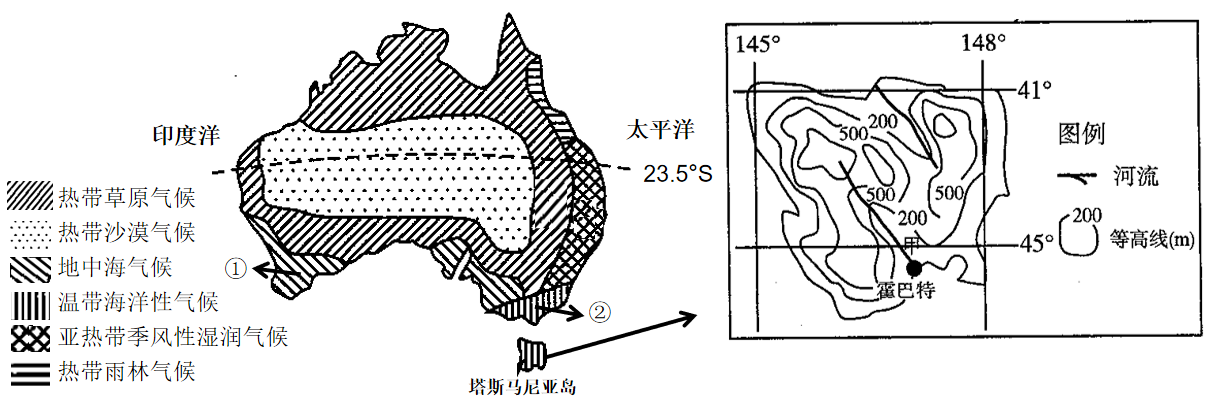 印度洋
太平洋
23.5°S
热带草原气候
热带沙漠气候
地中海气候
温带海洋性气候
亚热带季风性湿润气候
热带雨林气候
①
②
塔斯马尼亚岛
145°
148°
41°
45°
200
500
500
500
200
甲
霍巴特
图例
河流
200
等高线(m)